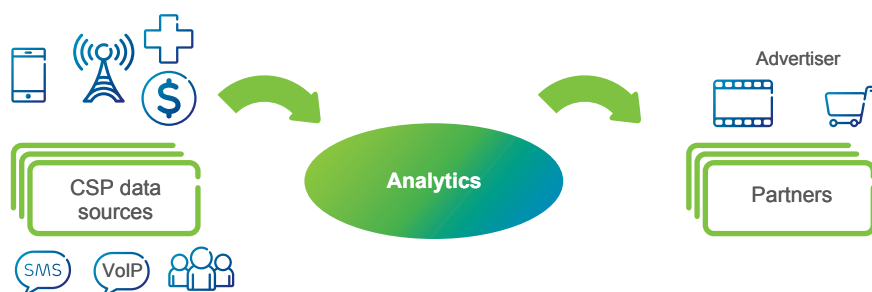 Advertiser
$
CSP data
sources
Analytics
Partners
SMS
VoIP